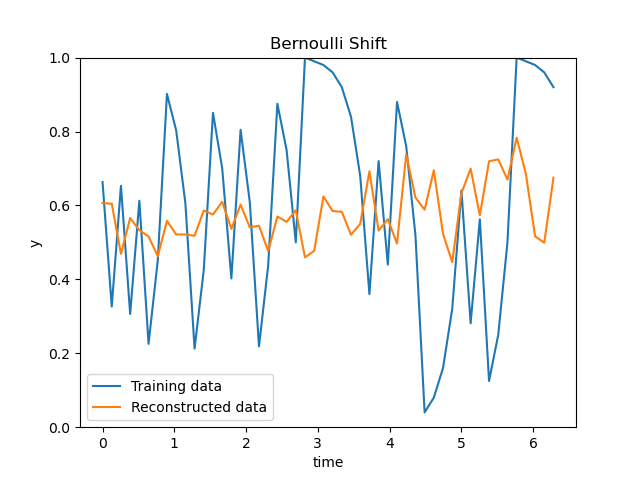 Bernoulli Shift
1.0
0.8
0.6
0.4
0.2
0.0
y
Training data
Reconstructed data
0 1 2 3 4 5 6
time